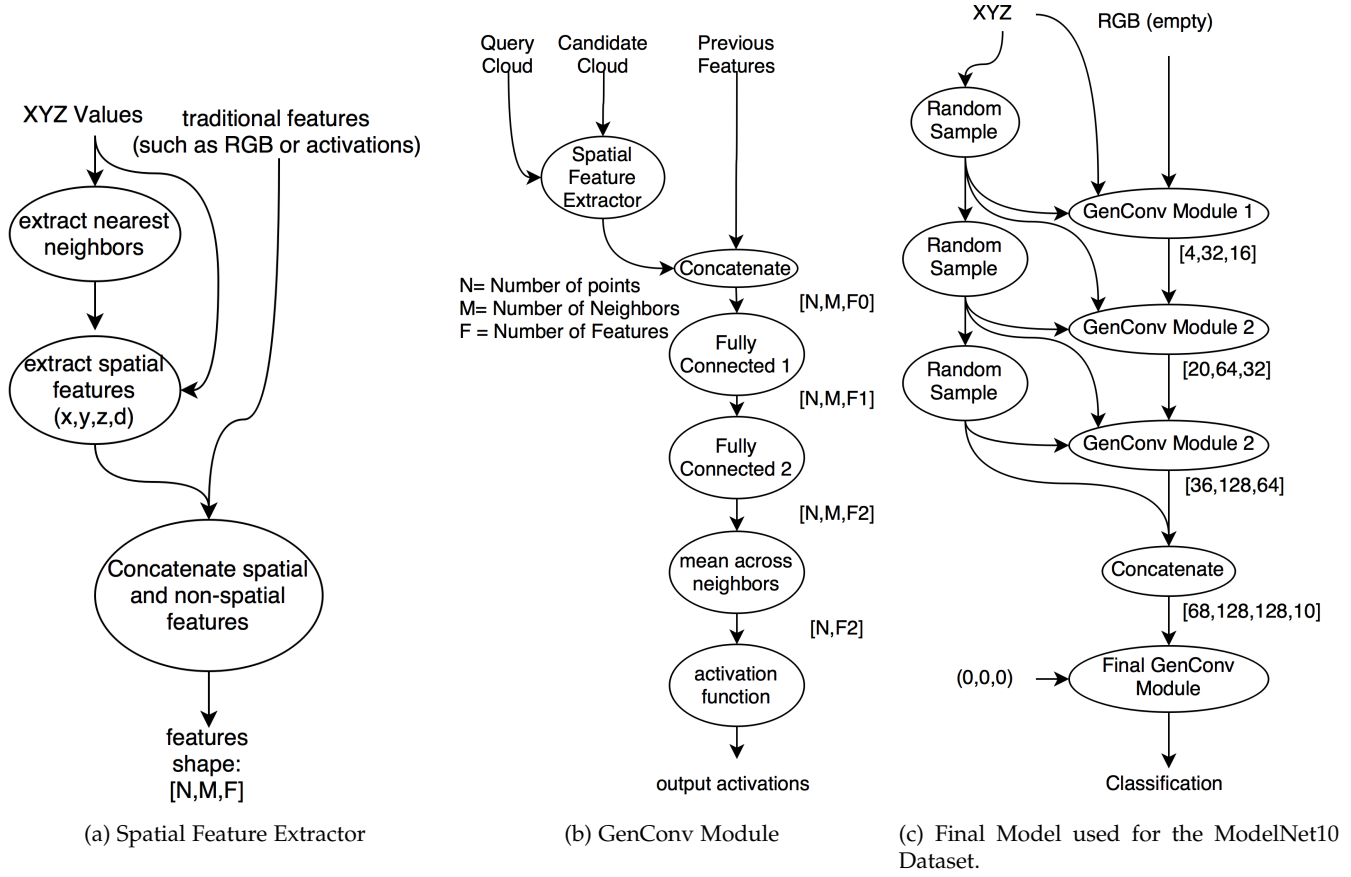 XYZ Values
traditional features
(such as RGB or activations)
extract nearest
neighbors
extract spatial
features
(x,y,z,d)
Concatenate spatial
and non-spatial
features
features
shape:
[N,M,F]
(a) Spatial Feature Extractor
Query
Cloud
Candidate
Cloud
Previous
Features
Spatial
Feature
Extractor
Concatenate
N= Number of points
M= Number of Neighbors
F = Number of Features
[N,M,F0]
Fully
Connected 1
[N,M,F1]
Fully
Connected 2
[N,M,F2]
mean across
neighbors
[N,F2]
activation
function
output activations
(b) GenConv Module
XYZ
RGB (empty)
Random
Sample
GenConv Module 1
[4,32,16]
Random
Sample
GenConv Module 2
[20,64,32]
Random
Sample
GenConv Module 2
[36,128,64]
Concatenate
[68,128,128,10]
(0,0,0)
Final GenConv
Module
Classification
(c) Final Model used for the ModelNet10
Dataset.